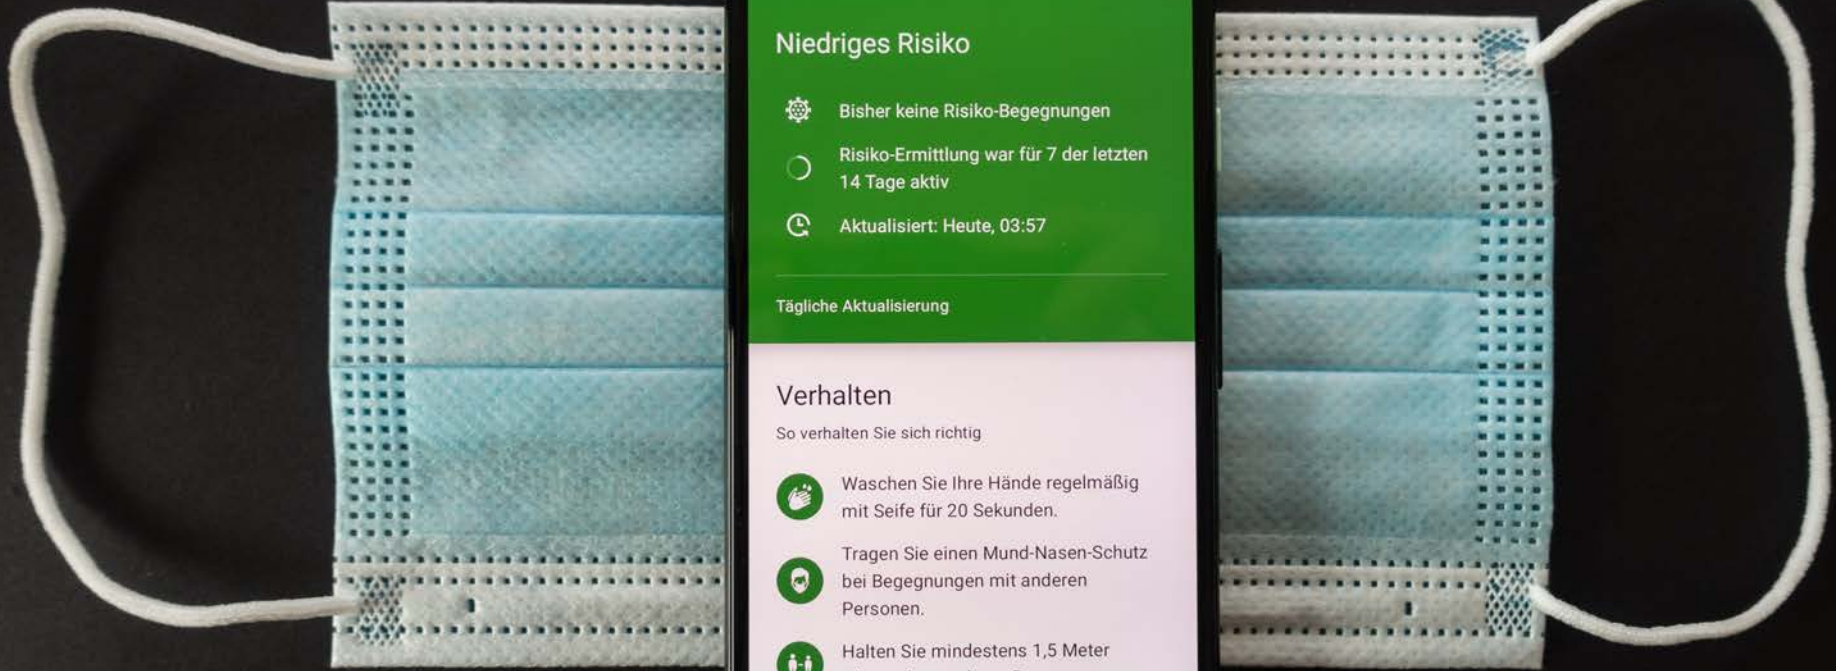 Niedriges Risiko
Bisher keine Risiko-Begegnungen
Risiko-Ermittlung war für 7 der letzten
14 Tage aktiv
Aktualisiert: Heute, 03:57
Tägliche Aktualisierung
Verhalten
So verhalten Sie sich richtig
Waschen Sie Ihre Hände regelmäßig
mit Seife für 20 Sekunden.
Tragen Sie einen Mund-Nasen-Schutz
bei Begegnungen mit anderen
Personen.
Halten Sie mindestens 1,5 Meter